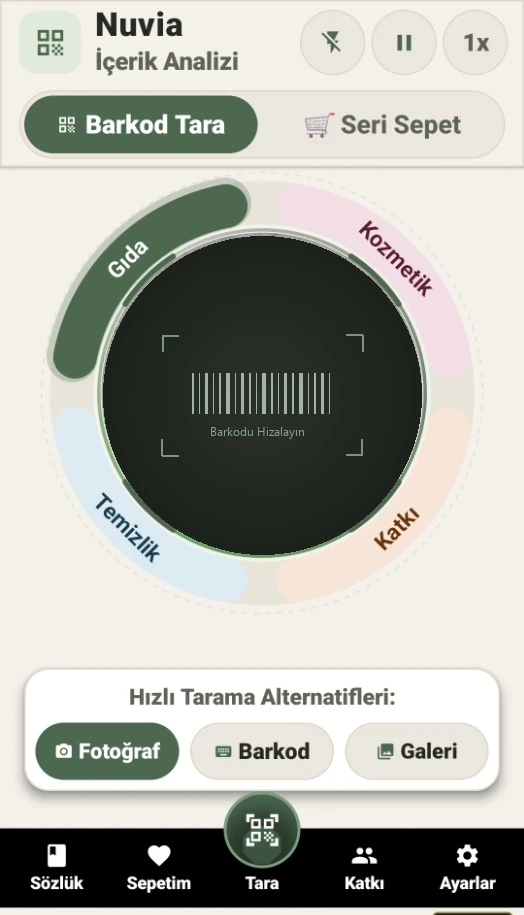 Nuvia
İçerik Analizi
1x
Barkod Tara
Seri Sepet
Gıda
Kozmetik
Barkodu Hizalayın
Temizlik
Katkı
Hızlı Tarama Alternatifleri:
Fotoğraf
Barkod
Galeri
Sözlük
Sepetim
Tara
Katkı
Ayarlar